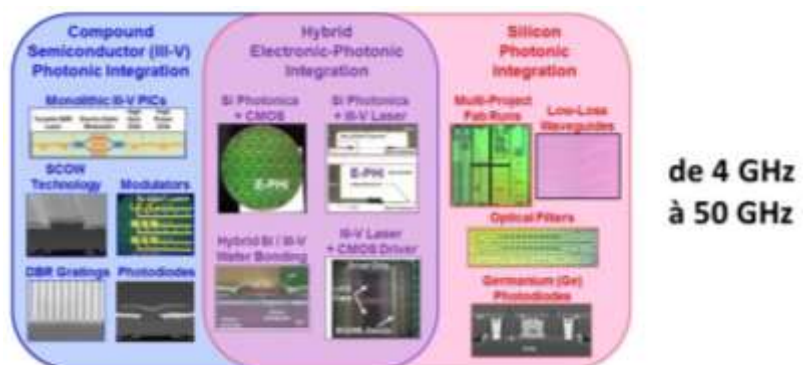 Compound
Semiconductor (III-V)
Photonic Integration
Monolithic III-V PICs
SCOW
Technology
Modulators
DBR Gratings
Photodiodes
Hybrid
Electronic-Photonic
Integration
Si Photonics
+ CMOS
E-PHI
Si Photonics
+ III-V Laser
E-PHI
Hybrid Si / III-V
Wafer Bonding
III-V Laser
+ CMOS Driver
Silicon
Photonic
Integration
Multi-Project
Fab Runs
Low-Loss
Waveguides
Optical Filters
Germanium (Ge)
Photodiodes
de 4 GHz
à 50 GHz